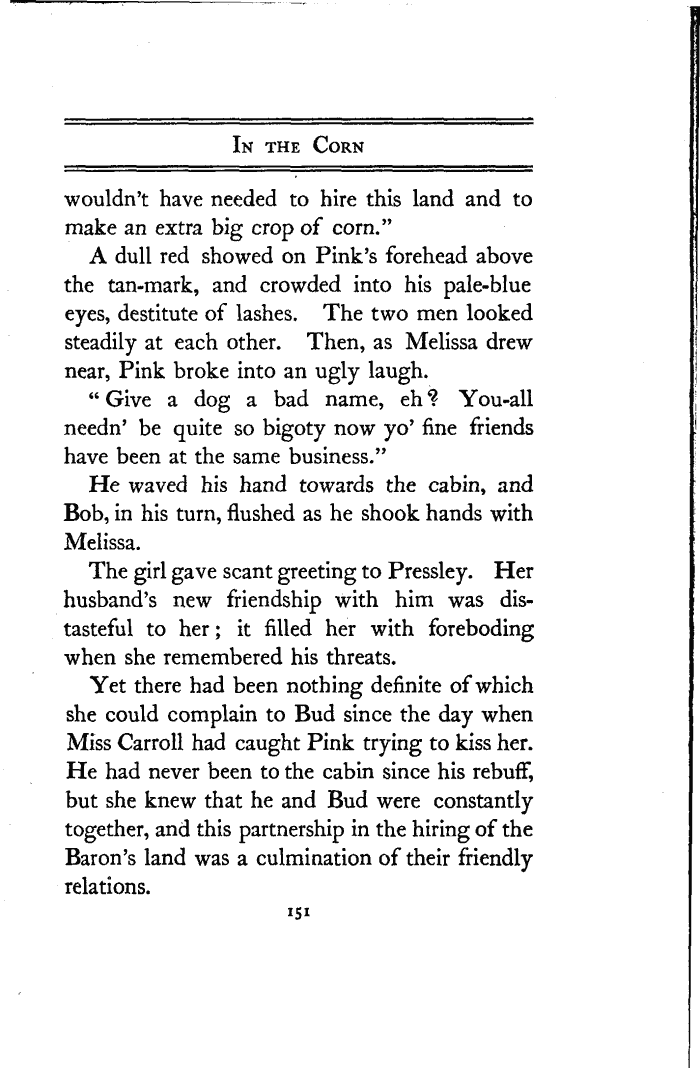 In the Corn
wouldn't have needed to hire this land and to
make an extra big crop of corn."
A dull red showed on Pink's forehead above
the tan-mark, and crowded into his pale-blue
eyes, destitute of lashes. The two men looked
steadily at each other. Then, as Melissa drew
near, Pink broke into an ugly laugh.
"Give a dog a bad name, eh? You-all
needn' be quite so bigoty now yo' fine friends
have been at the same business."
He waved his hand towards the cabin, and
Bob, in his turn, flushed as he shook hands with
Melissa.
The girl gave scant greeting to Pressley. Her
husband's new friendship with him was dis-
tasteful to her; it filled her with foreboding
when she remembered his threats.
Yet there had been nothing definite of which
she could complain to Bud since the day when
Miss Carroll had caught Pink trying to kiss her.
He had never been to the cabin since his rebuff,
but she knew that he and Bud were constantly
together, and this partnership in the hiring of the
Baron's land was a culmination of their friendly
relations.
151